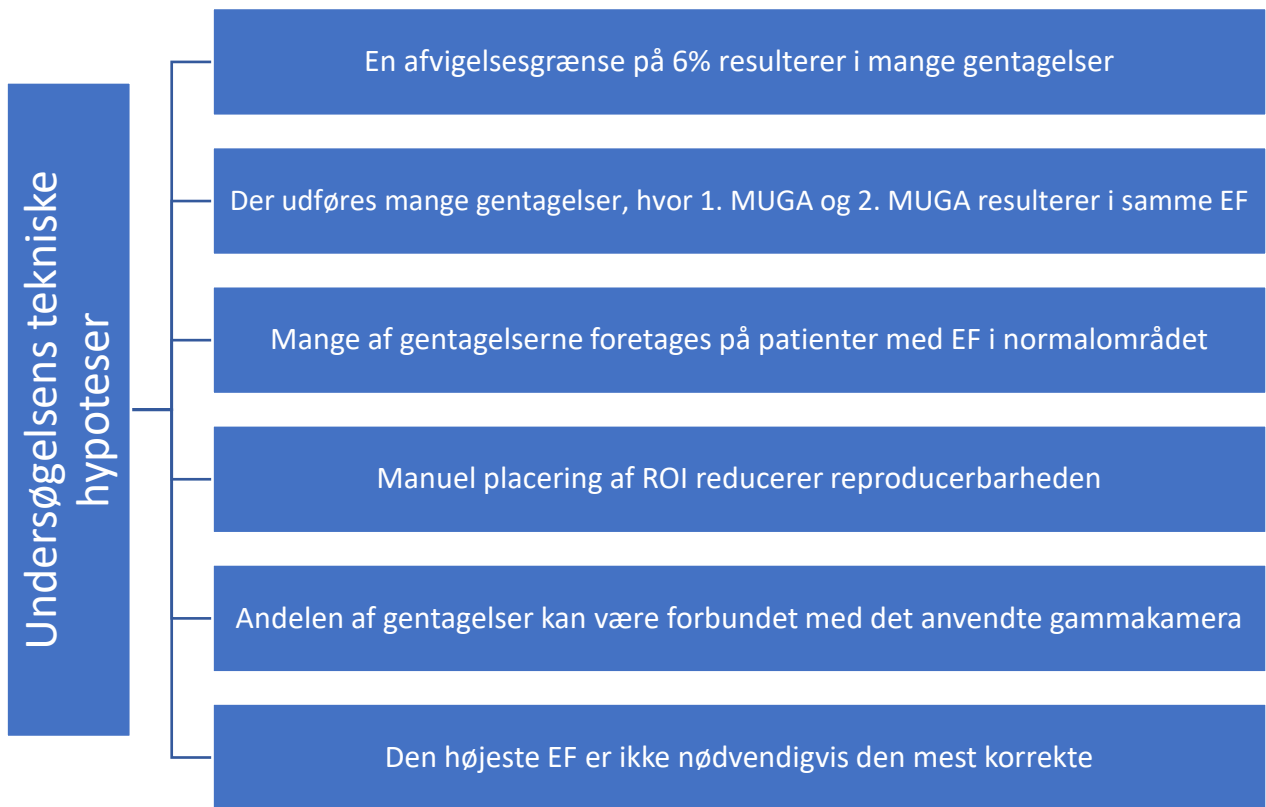 Undersøgelsens tekniske
hypoteser
En afvigelsesgrænse på 6% resulterer i mange gentagelser
Der udføres mange gentagelser, hvor 1. MUGA og 2. MUGA resulterer i samme EF
Mange af gentagelserne foretages på patienter med EF i normalområdet
Manuel placering af ROI reducerer reproducerbarheden
Andelen af gentagelser kan være forbundet med det anvendte gammakamera
Den højeste EF er ikke nødvendigvis den mest korrekte